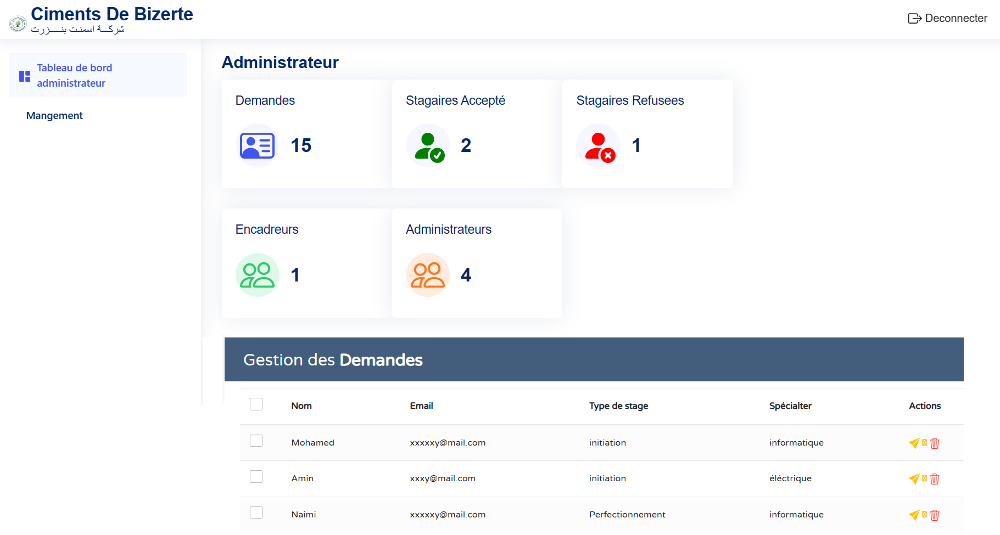 Ciments De Bizerte
شركـــة اسمنت بنـــــزرت
Deconnecter
Tableau de bord
administrateur
Mangement
Administrateur
Demandes
15
Stagaires Accepté
2
Stagaires Refusees
1
Encadreurs
1
Administrateurs
4
Gestion des Demandes
Nom Email Type de stage Spécialter Actions
Mohamed xxxxxy@mail.com initiation informatique
Amin xxxy@mail.com initiation éléctrique
Naimi xxxxxy@mail.com Perfectionnement informatique